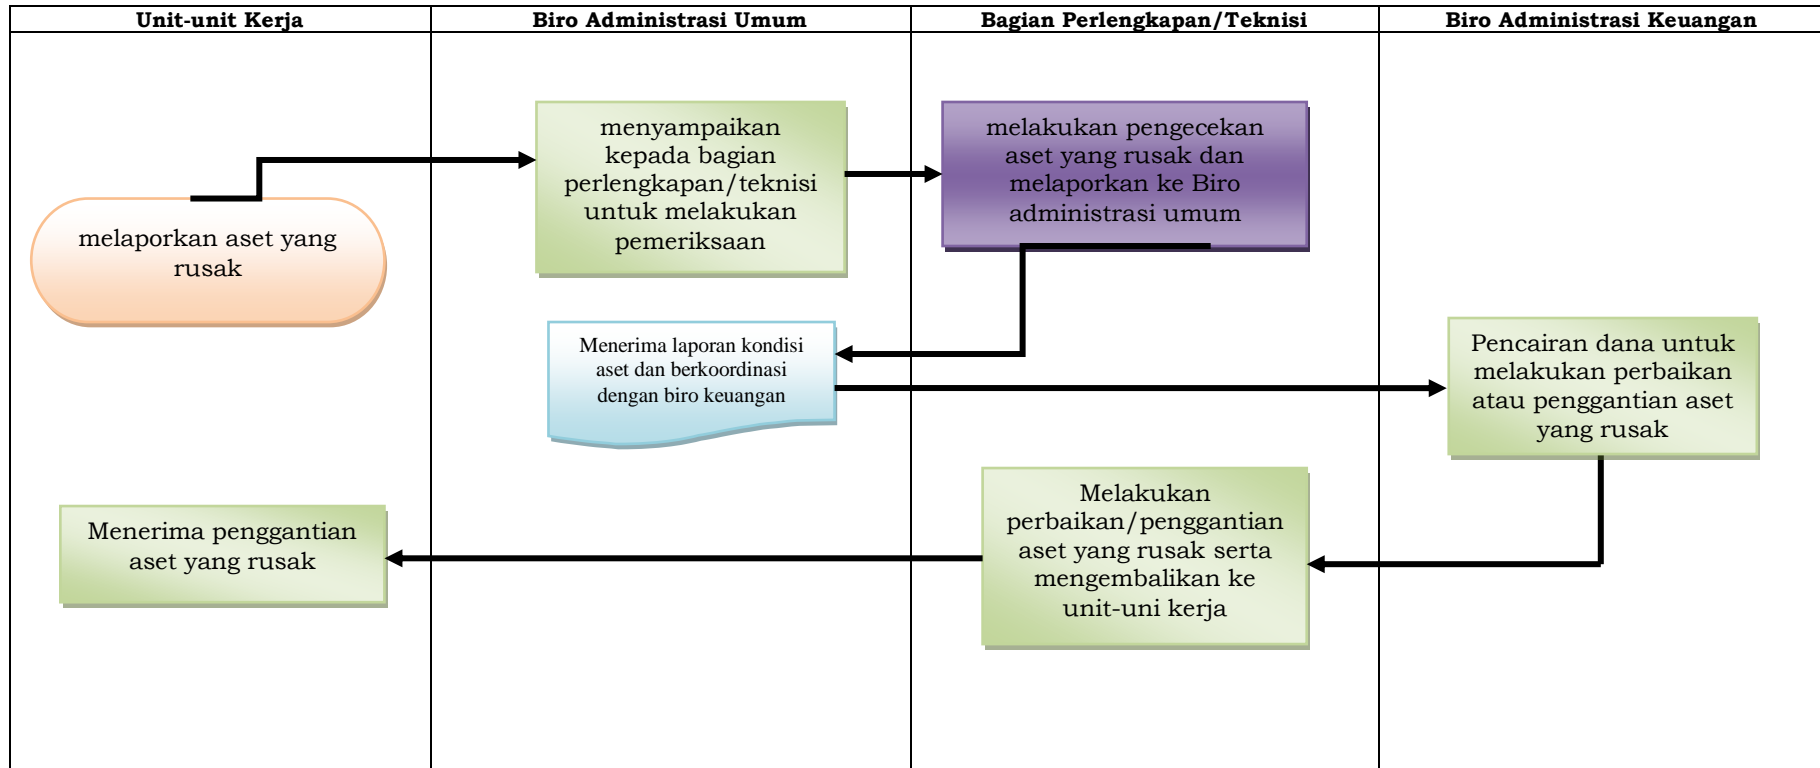 Unit-unit Kerja
Biro Administrasi Umum
Bagian Perlengkapan/Teknisi
Biro Administrasi Keuangan
melaporkan aset yang
rusak
menyampaikan
kepada bagian
perlengkapan/teknisi
untuk melakukan
pemeriksaan
melakukan pengecekan
aset yang rusak dan
melaporkan ke Biro
administrasi umum
Menerima laporan kondisi
aset dan berkoordinasi
dengan biro keuangan
Pencairan dana untuk
melakukan perbaikan
atau penggantian aset
yang rusak
Melakukan
perbaikan/penggantian
aset yang rusak serta
mengembalikan ke
unit-uni kerja
Menerima penggantian
aset yang rusak